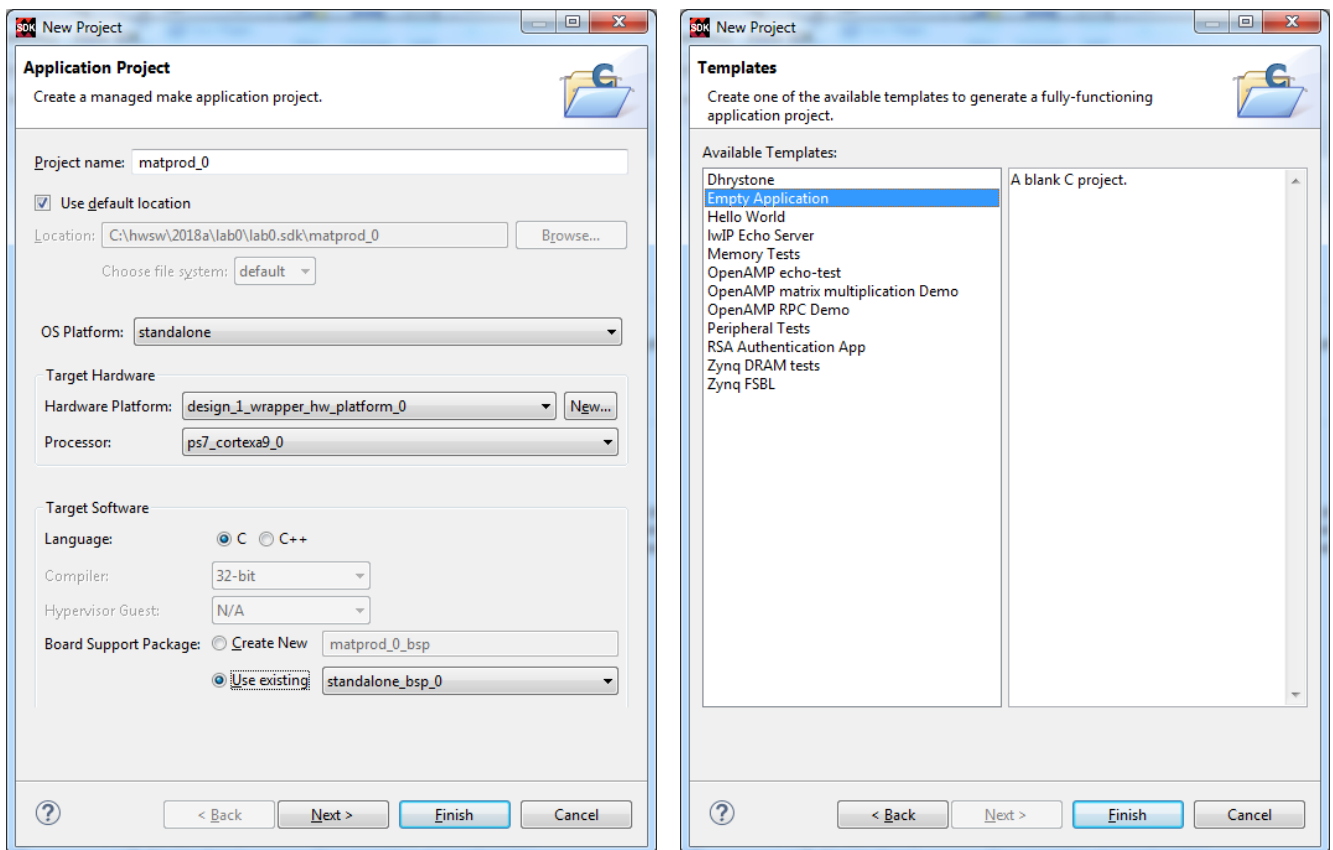 SDK New Project
Application Project
Create a managed make application project.
Project name: matprod_0
Use default location
Location: C:\hwsw\2018a\lab0\lab0.sdk\matprod_0 Browse...
Choose file system: default
OS Platform: standalone
Target Hardware
Hardware Platform: design_1_wrapper_hw_platform_0 New...
Processor: ps7_cortexa9_0
Target Software
Language: C C++
Compiler: 32-bit
Hypervisor Guest: N/A
Board Support Package: Create New matprod_0_bsp
Use existing standalone_bsp_0
? < Back Next > Finish Cancel
SDK New Project
Templates
Create one of the available templates to generate a fully-functioning
application project.
Available Templates:
Dhrystone
Empty Application
Hello World
lwIP Echo Server
Memory Tests
OpenAMP echo-test
OpenAMP matrix multiplication Demo
OpenAMP RPC Demo
Peripheral Tests
RSA Authentication App
Zynq DRAM tests
Zynq FSBL
A blank C project.
? < Back Next > Finish Cancel